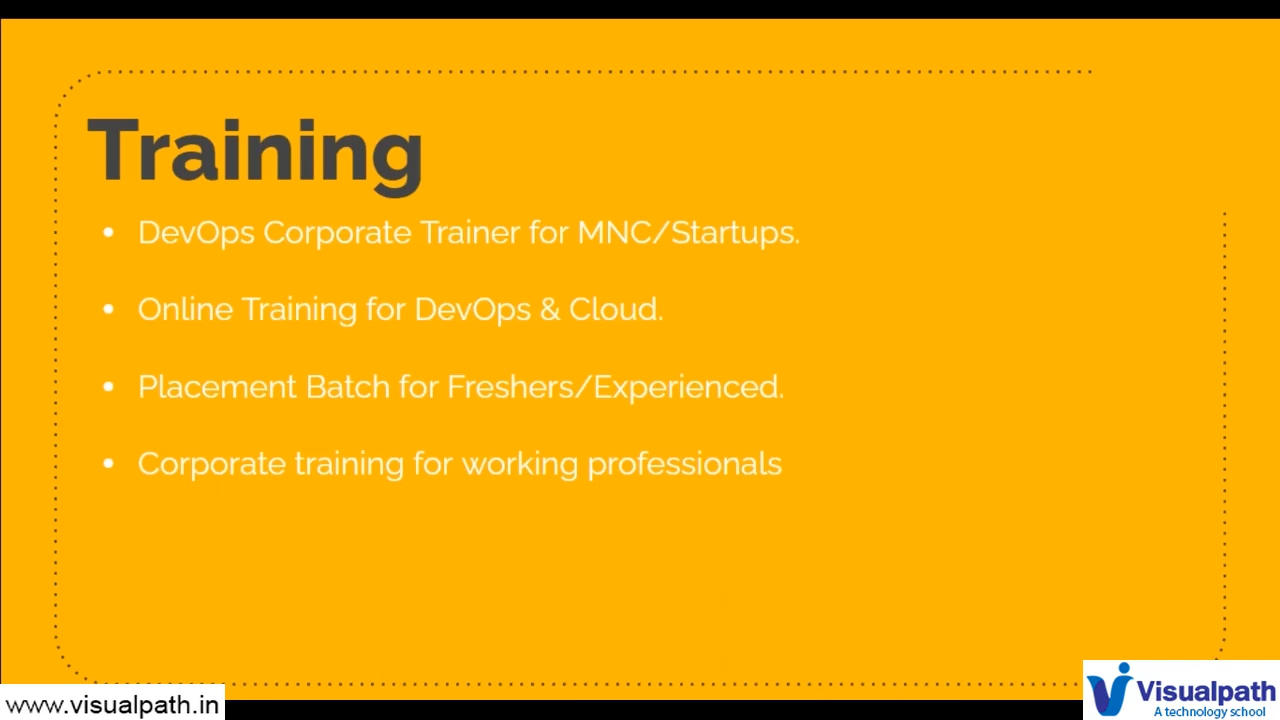 Training
• DevOps Corporate Trainer for MNC/Startups.
• Online Training for DevOps & Cloud.
• Placement Batch for Freshers/Experienced.
• Corporate training for working professionals
www.visualpath.in
Visualpath
A technology school